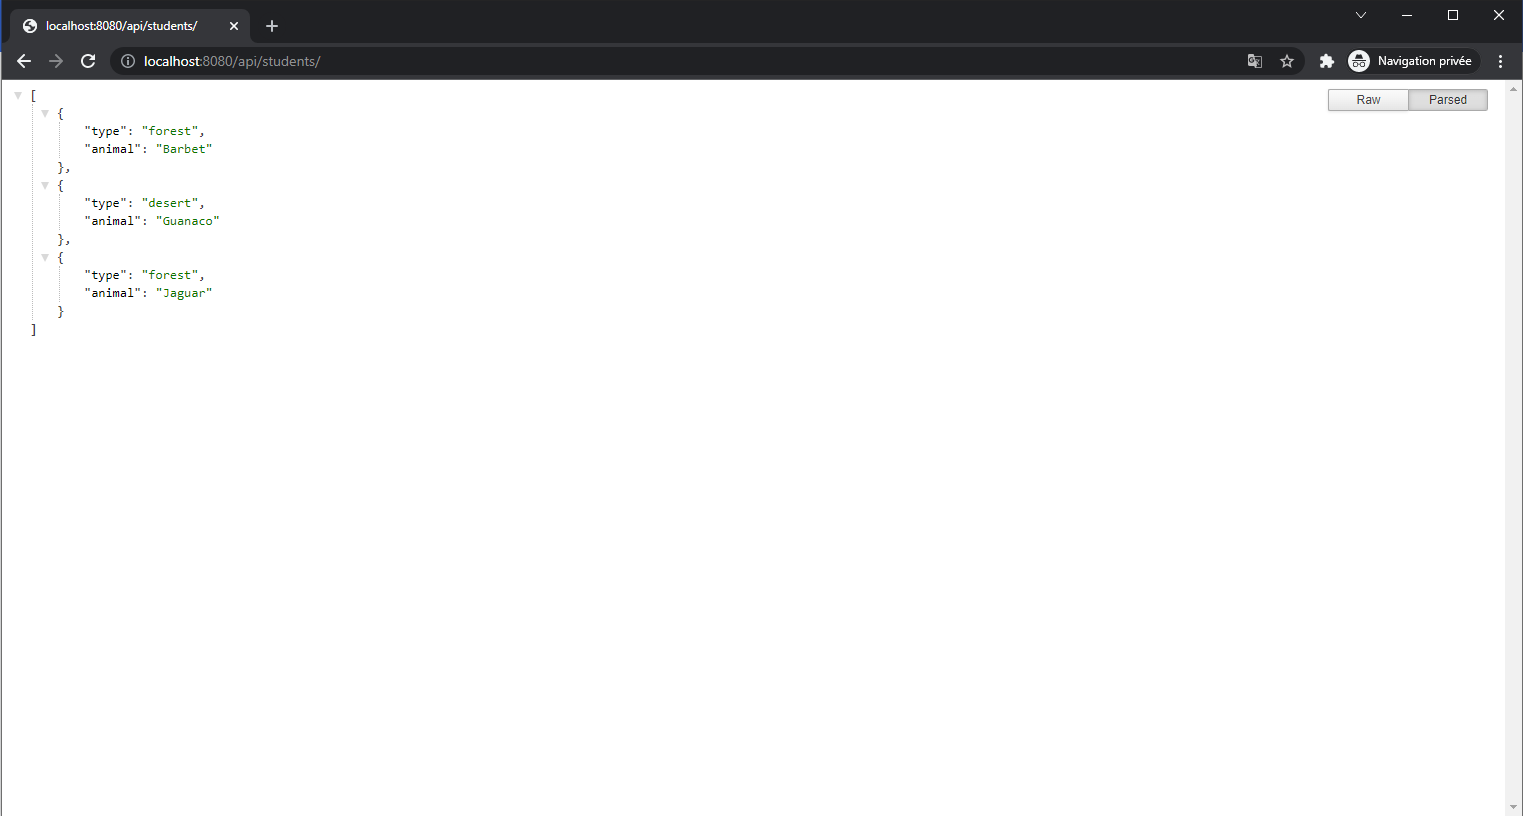 localhost:8080/api/students/
localhost:8080/api/students/
Navigation privée
Raw
Parsed
[
{
"type": "forest",
"animal": "Barbet"
},
{
"type": "desert",
"animal": "Guanaco"
},
{
"type": "forest",
"animal": "Jaguar"
}
]